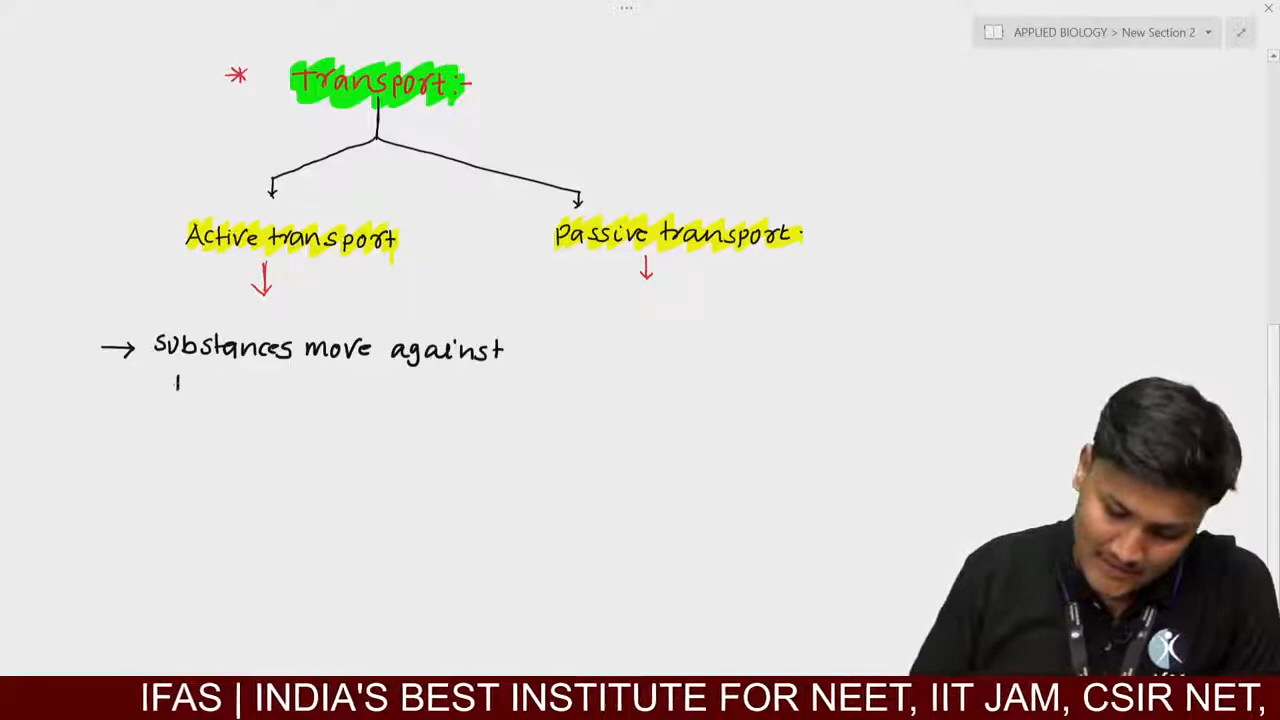 APPLIED BIOLOGY > New Section 2
* Transport:-
Active transport
Passive transport.
→ substances move against
IFAS | INDIA'S BEST INSTITUTE FOR NEET, IIT JAM, CSIR NET,